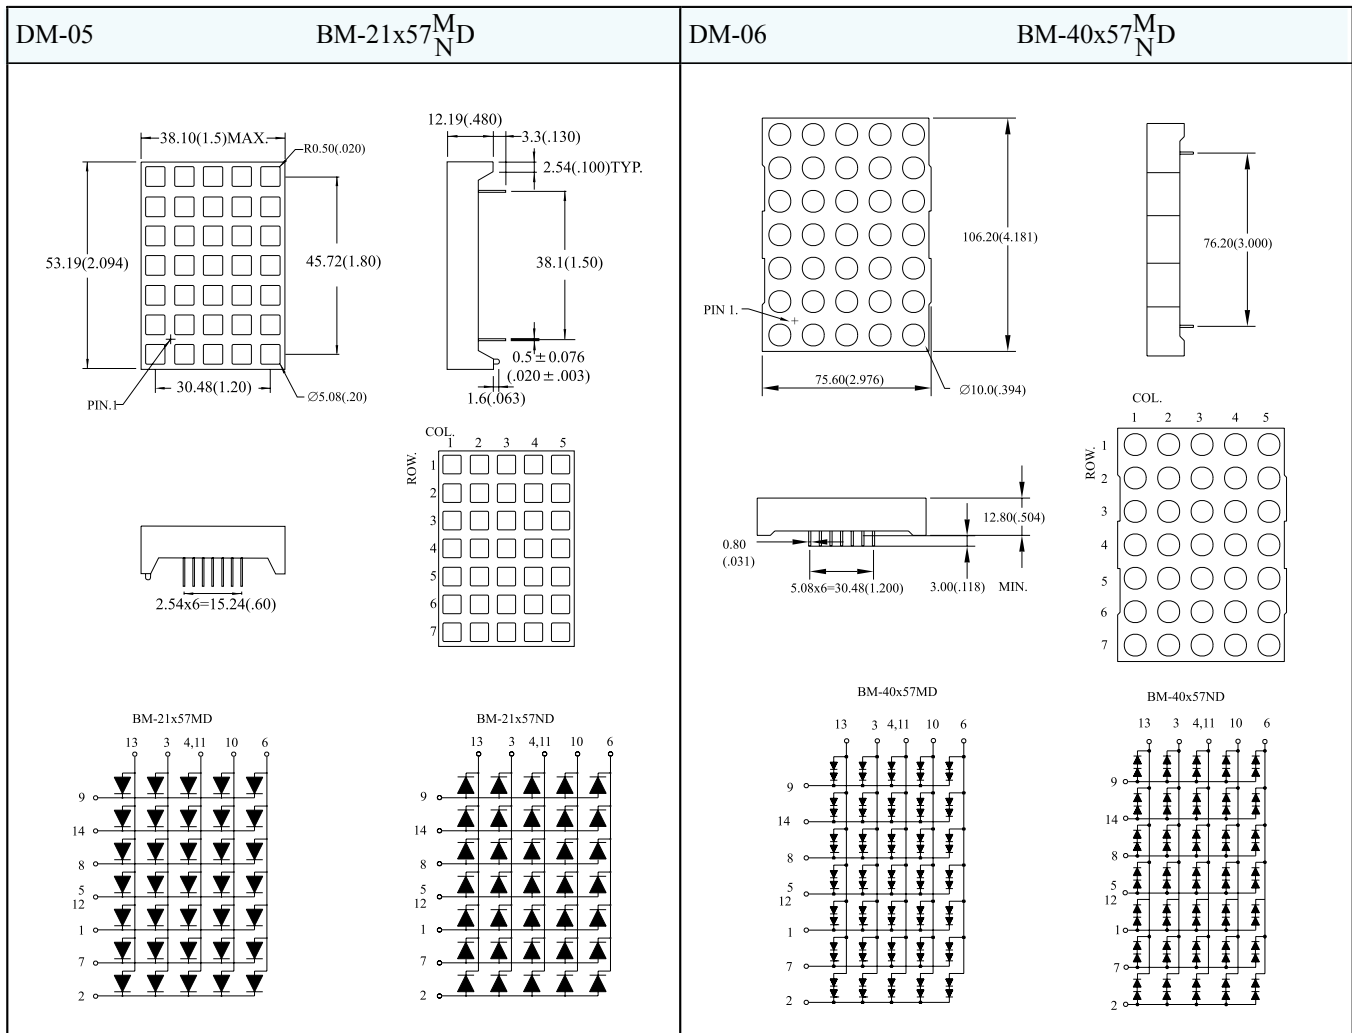 DM-05 BM-21x57 M/N D
DM-06 BM-40x57 M/N D
38.10(1.5)MAX.
R0.50(.020)
53.19(2.094)
45.72(1.80)
30.48(1.20)
PIN.1
Ø5.08(.20)
12.19(.480)
3.3(.130)
2.54(.100)TYP.
38.1(1.50)
0.5±0.076
(.020±.003)
1.6(.063)
2.54x6=15.24(.60)
COL.
1 2 3 4 5
ROW.
1
2
3
4
5
6
7
BM-21x57MD
13 3 4,11 10 6
9
14
8
5
12
1
7
2
BM-21x57ND
13 3 4,11 10 6
9
14
8
5
12
1
7
2
106.20(4.181)
PIN 1.
75.60(2.976)
Ø10.0(.394)
76.20(3.000)
12.80(.504)
0.80
(.031)
5.08x6=30.48(1.200)
3.00(.118) MIN.
COL.
1 2 3 4 5
ROW.
1
2
3
4
5
6
7
BM-40x57MD
13 3 4,11 10 6
9
14
8
5
12
1
7
2
BM-40x57ND
13 3 4,11 10 6
9
14
8
5
12
1
7
2